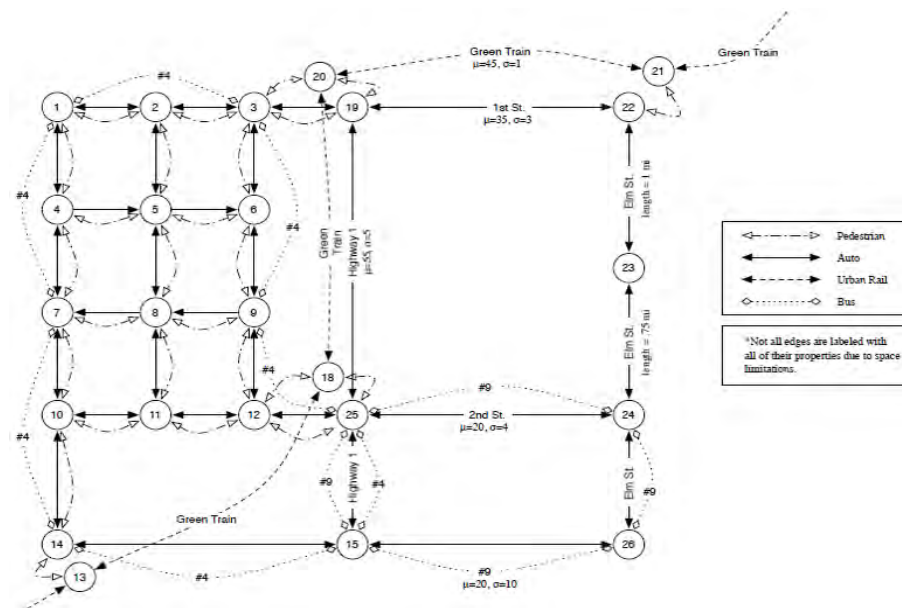 Green Train
μ=45, σ=1
Green Train
20
21
#4
1
2
3
19
1st St.
μ=35, σ=3
22
#4
4
5
6
#4
Green
Train
Highway 1
μ=55, σ=5
Elm St.
length = 1 mi
23
7
8
9
Elm St.
length = .75 mi
#4
18
#4
#9
10
11
12
25
2nd St.
μ=20, σ=4
24
#9
Highway 1
#4
Elm St.
#9
Green Train
14
15
26
13
#4
#9
μ=20, σ=10
Pedestrian
Auto
Urban Rail
Bus
*Not all edges are labeled with
all of their properties due to space
limitations.